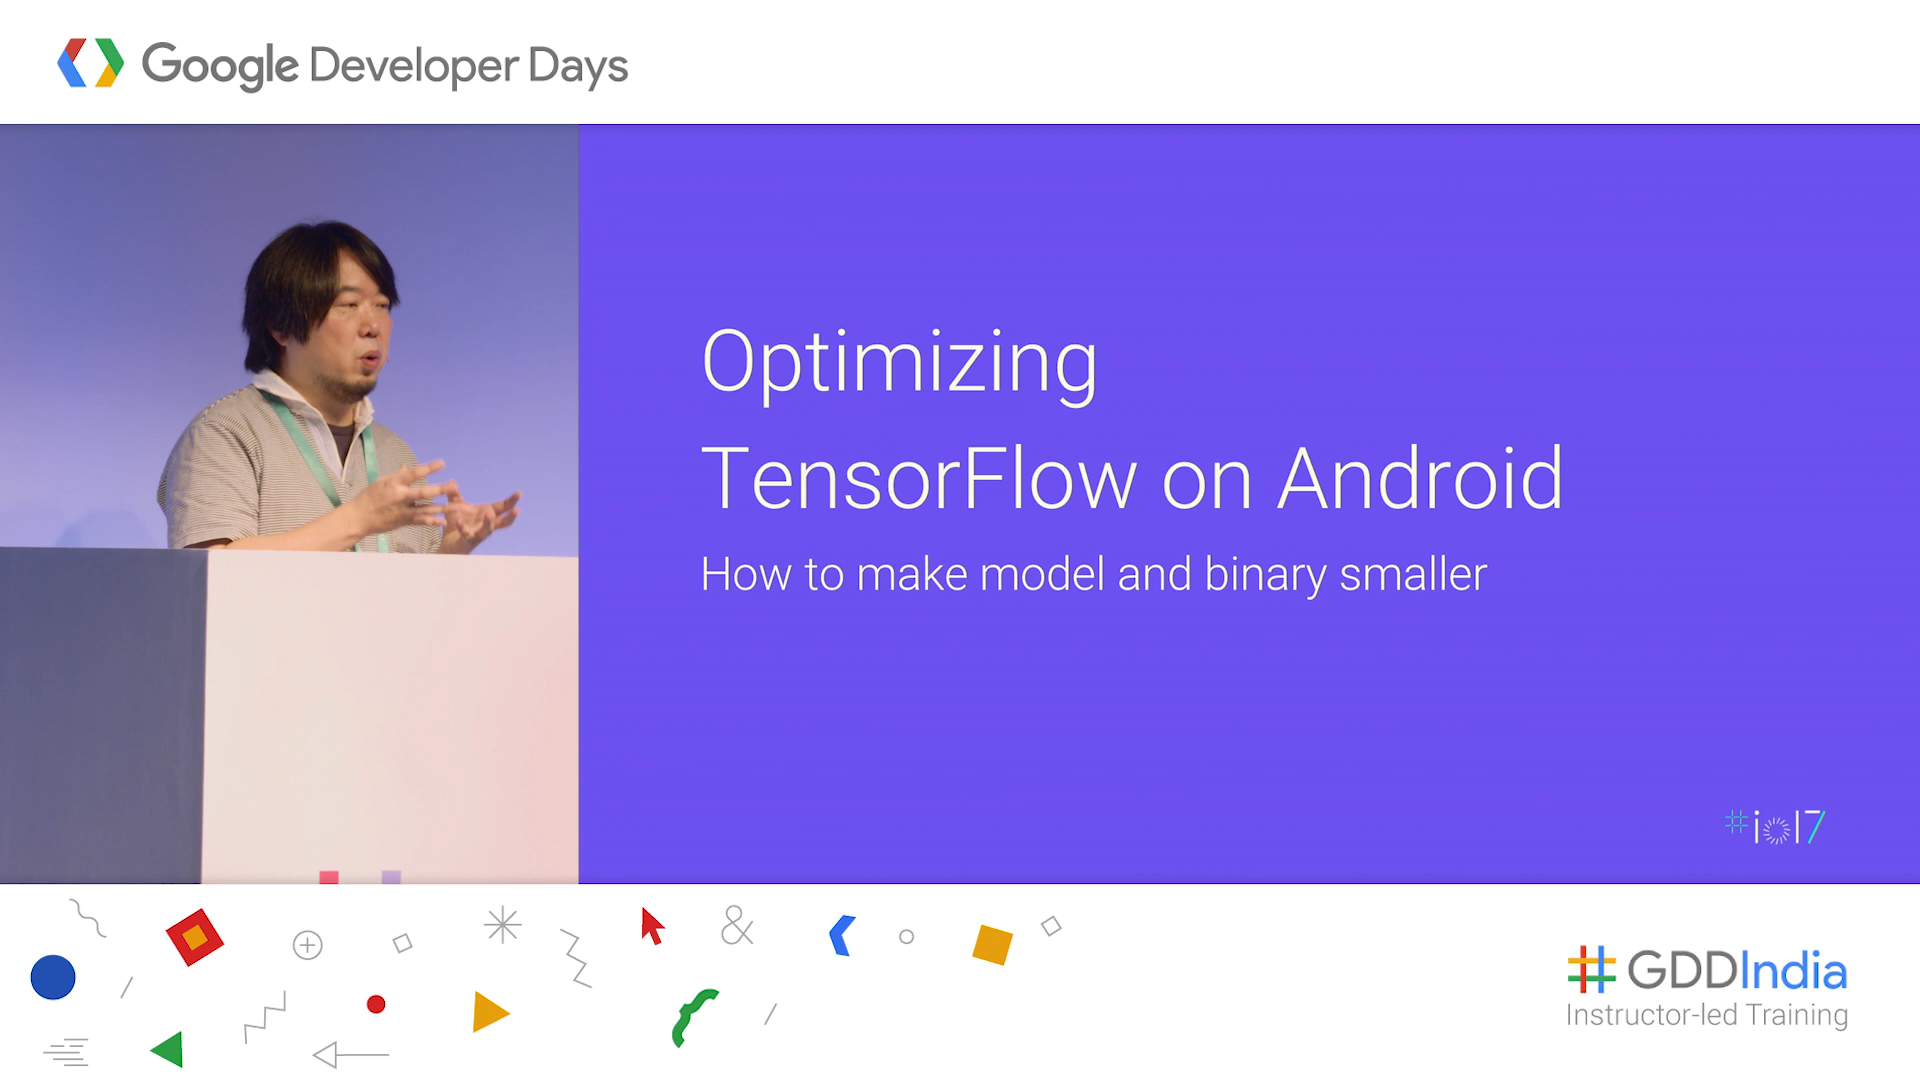 Google Developer Days
Optimizing
TensorFlow on Android
How to make model and binary smaller
#io17
&
#GDDIndia
Instructor-led Training